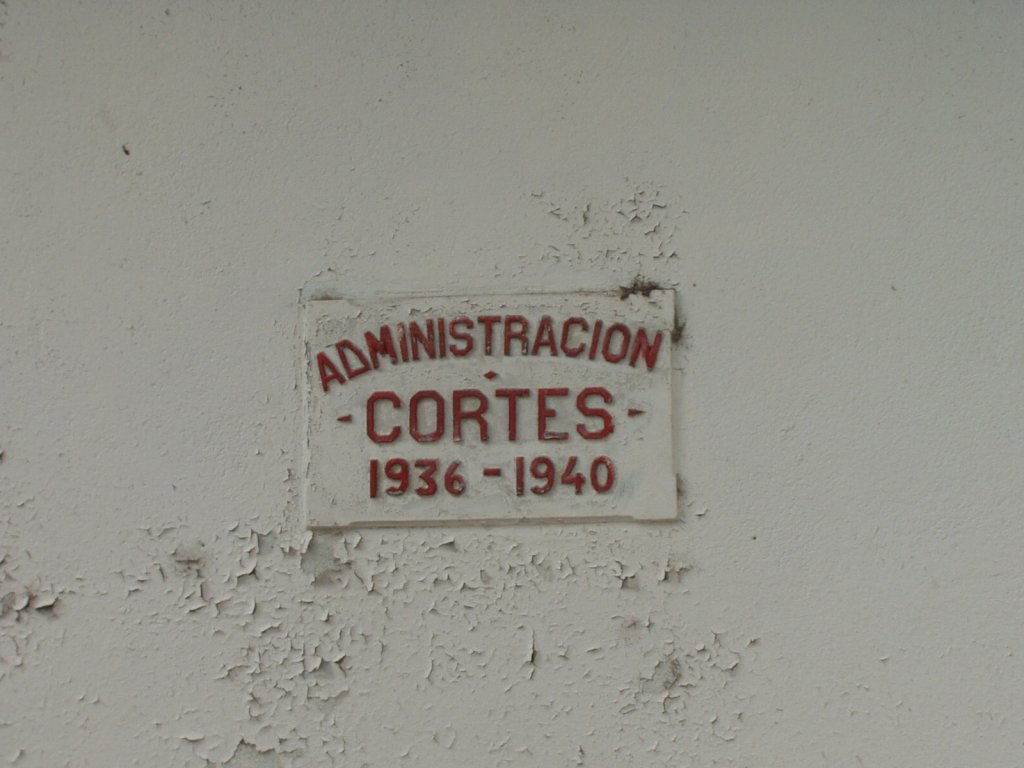 ADMINISTRACION
- CORTES -
1936 - 1940